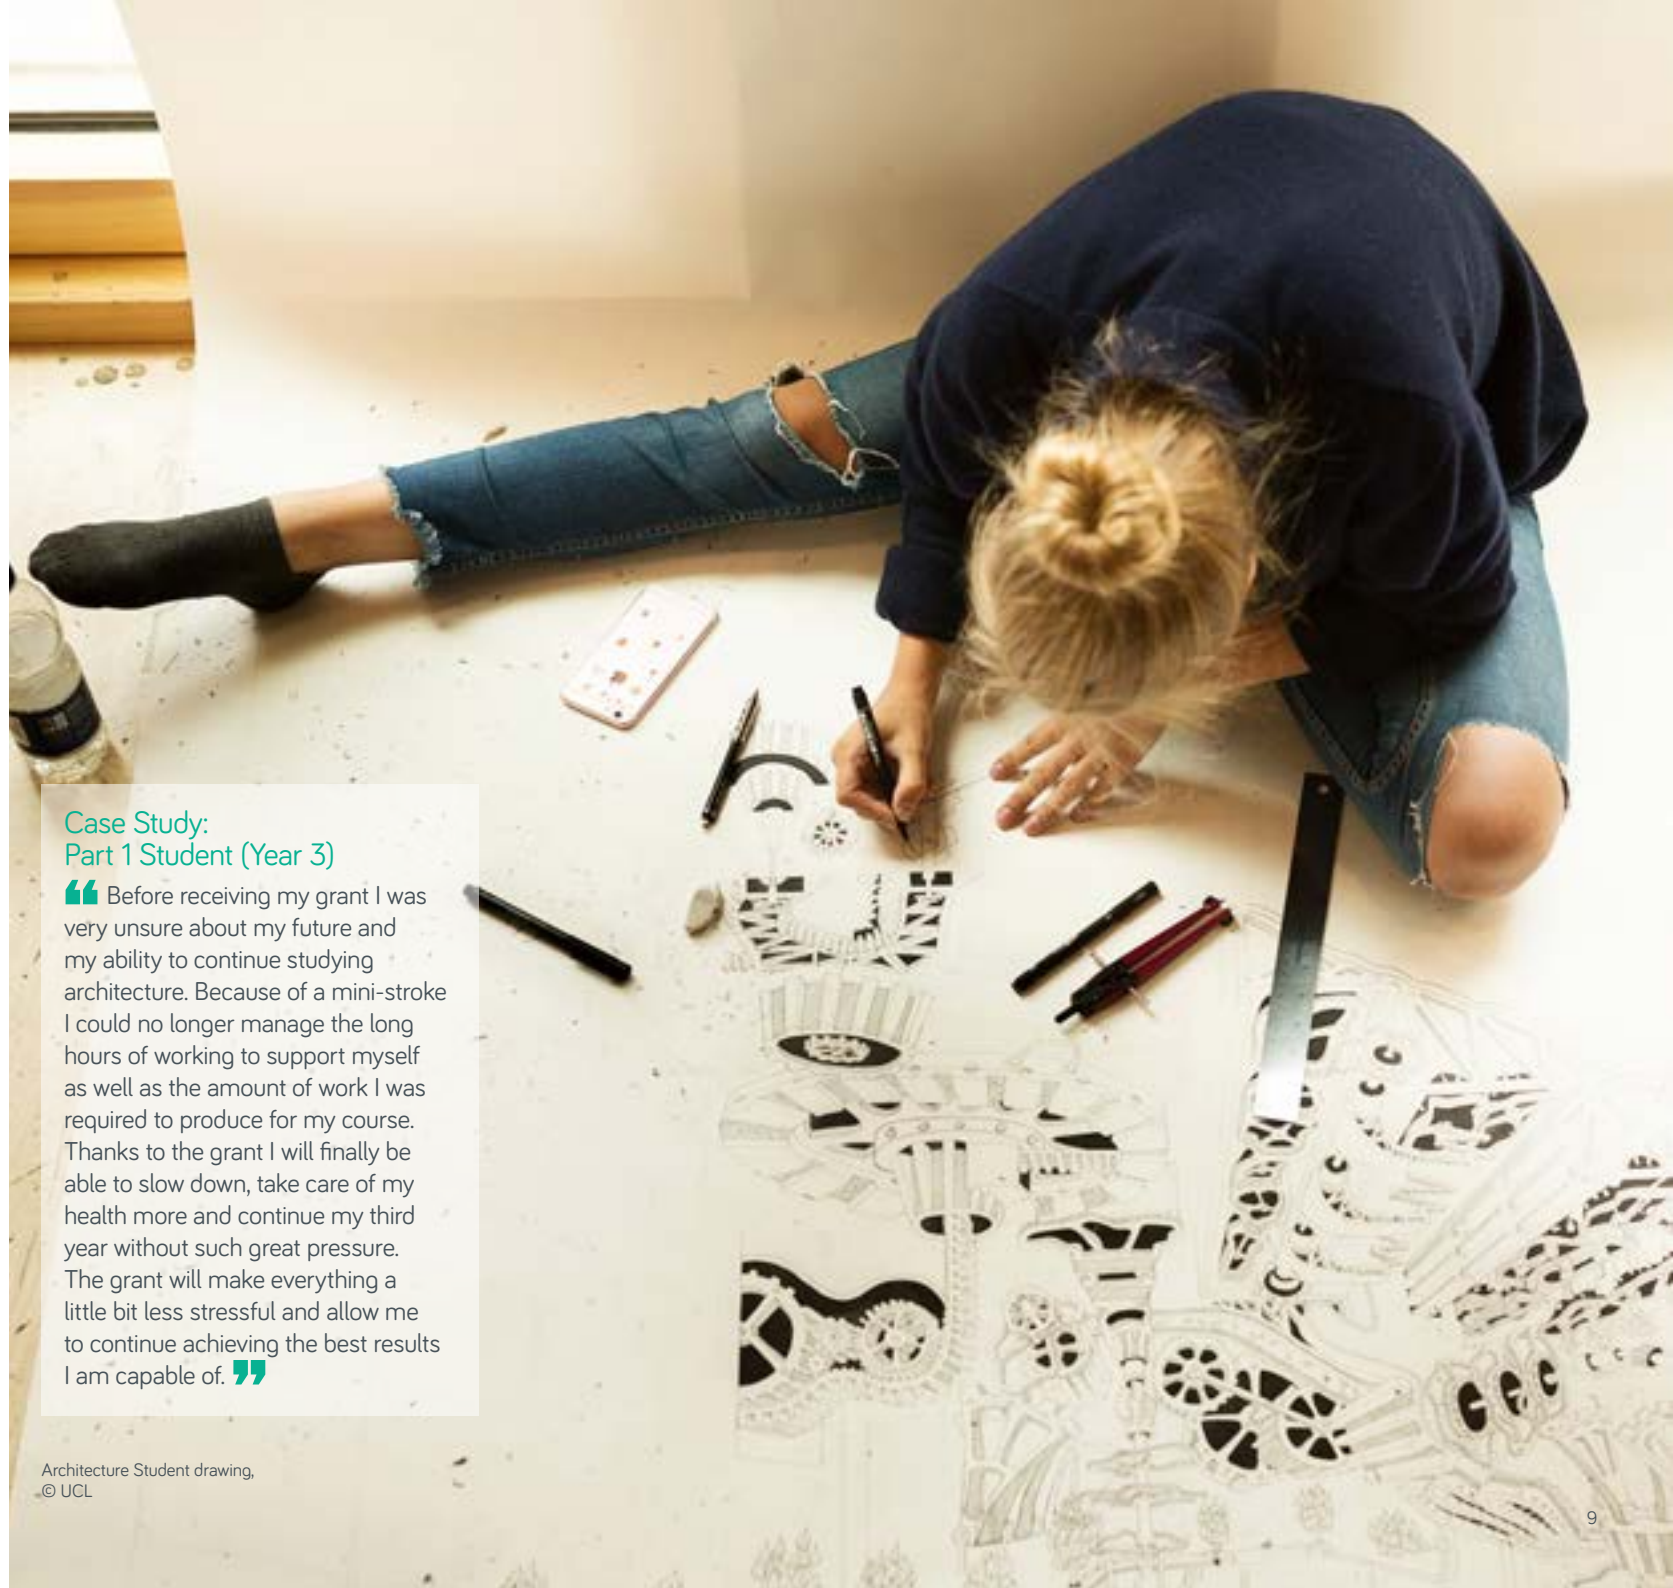 Case Study:
Part 1 Student (Year 3)
❝ Before receiving my grant I was
very unsure about my future and
my ability to continue studying
architecture. Because of a mini-stroke
I could no longer manage the long
hours of working to support myself
as well as the amount of work I was
required to produce for my course.
Thanks to the grant I will finally be
able to slow down, take care of my
health more and continue my third
year without such great pressure.
The grant will make everything a
little bit less stressful and allow me
to continue achieving the best results
I am capable of. ❞
Architecture Student drawing,
© UCL
9